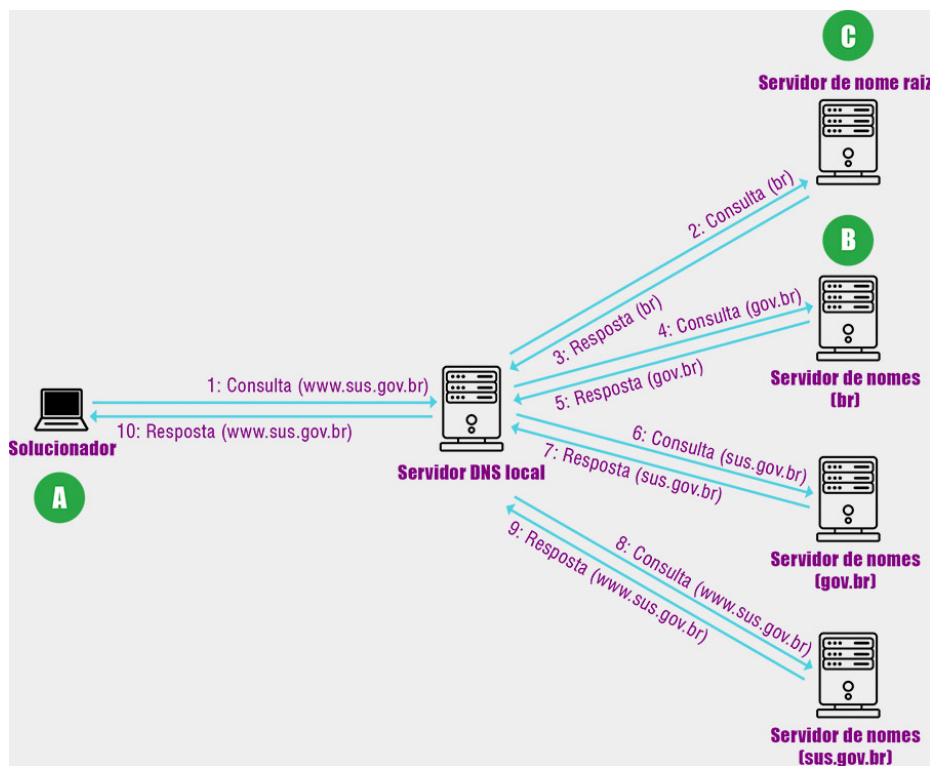 C
Servidor de nome raiz
2: Consulta (br)
3: Resposta (br)
B
4: Consulta (gov.br)
5: Resposta (gov.br)
Servidor de nomes
(br)
1: Consulta (www.sus.gov.br)
10: Resposta (www.sus.gov.br)
Solucionador
A
Servidor DNS local
6: Consulta (sus.gov.br)
7: Resposta (sus.gov.br)
Servidor de nomes
(gov.br)
8: Consulta (www.sus.gov.br)
9: Resposta (www.sus.gov.br)
Servidor de nomes
(sus.gov.br)